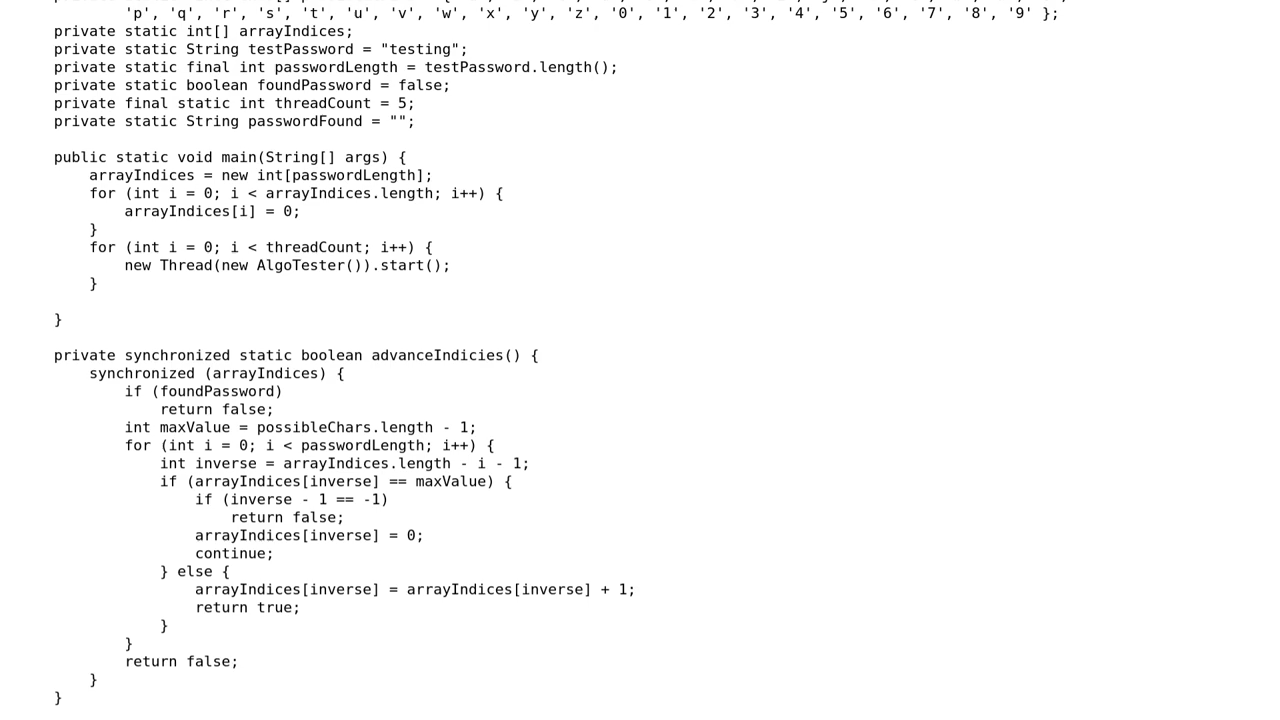 'p', 'q', 'r', 's', 't', 'u', 'v', 'w', 'x', 'y', 'z', '0', '1', '2', '3', '4', '5', '6', '7', '8', '9' };
private static int[] arrayIndices;
private static String testPassword = "testing";
private static final int passwordLength = testPassword.length();
private static boolean foundPassword = false;
private final static int threadCount = 5;
private static String passwordFound = "";
public static void main(String[] args) {
arrayIndices = new int[passwordLength];
for (int i = 0; i < arrayIndices.length; i++) {
arrayIndices[i] = 0;
}
for (int i = 0; i < threadCount; i++) {
new Thread(new AlgoTester()).start();
}
}
private synchronized static boolean advanceIndicies() {
synchronized (arrayIndices) {
if (foundPassword)
return false;
int maxValue = possibleChars.length - 1;
for (int i = 0; i < passwordLength; i++) {
int inverse = arrayIndices.length - i - 1;
if (arrayIndices[inverse] == maxValue) {
if (inverse - 1 == -1)
return false;
arrayIndices[inverse] = 0;
continue;
} else {
arrayIndices[inverse] = arrayIndices[inverse] + 1;
return true;
}
}
return false;
}
}